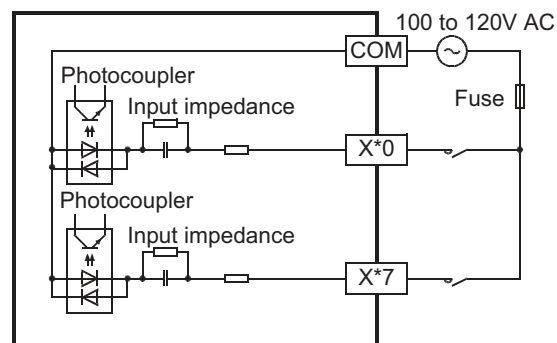 100 to 120V AC
COM
Photocoupler
Input impedance
Fuse
X*0
Photocoupler
Input impedance
X*7